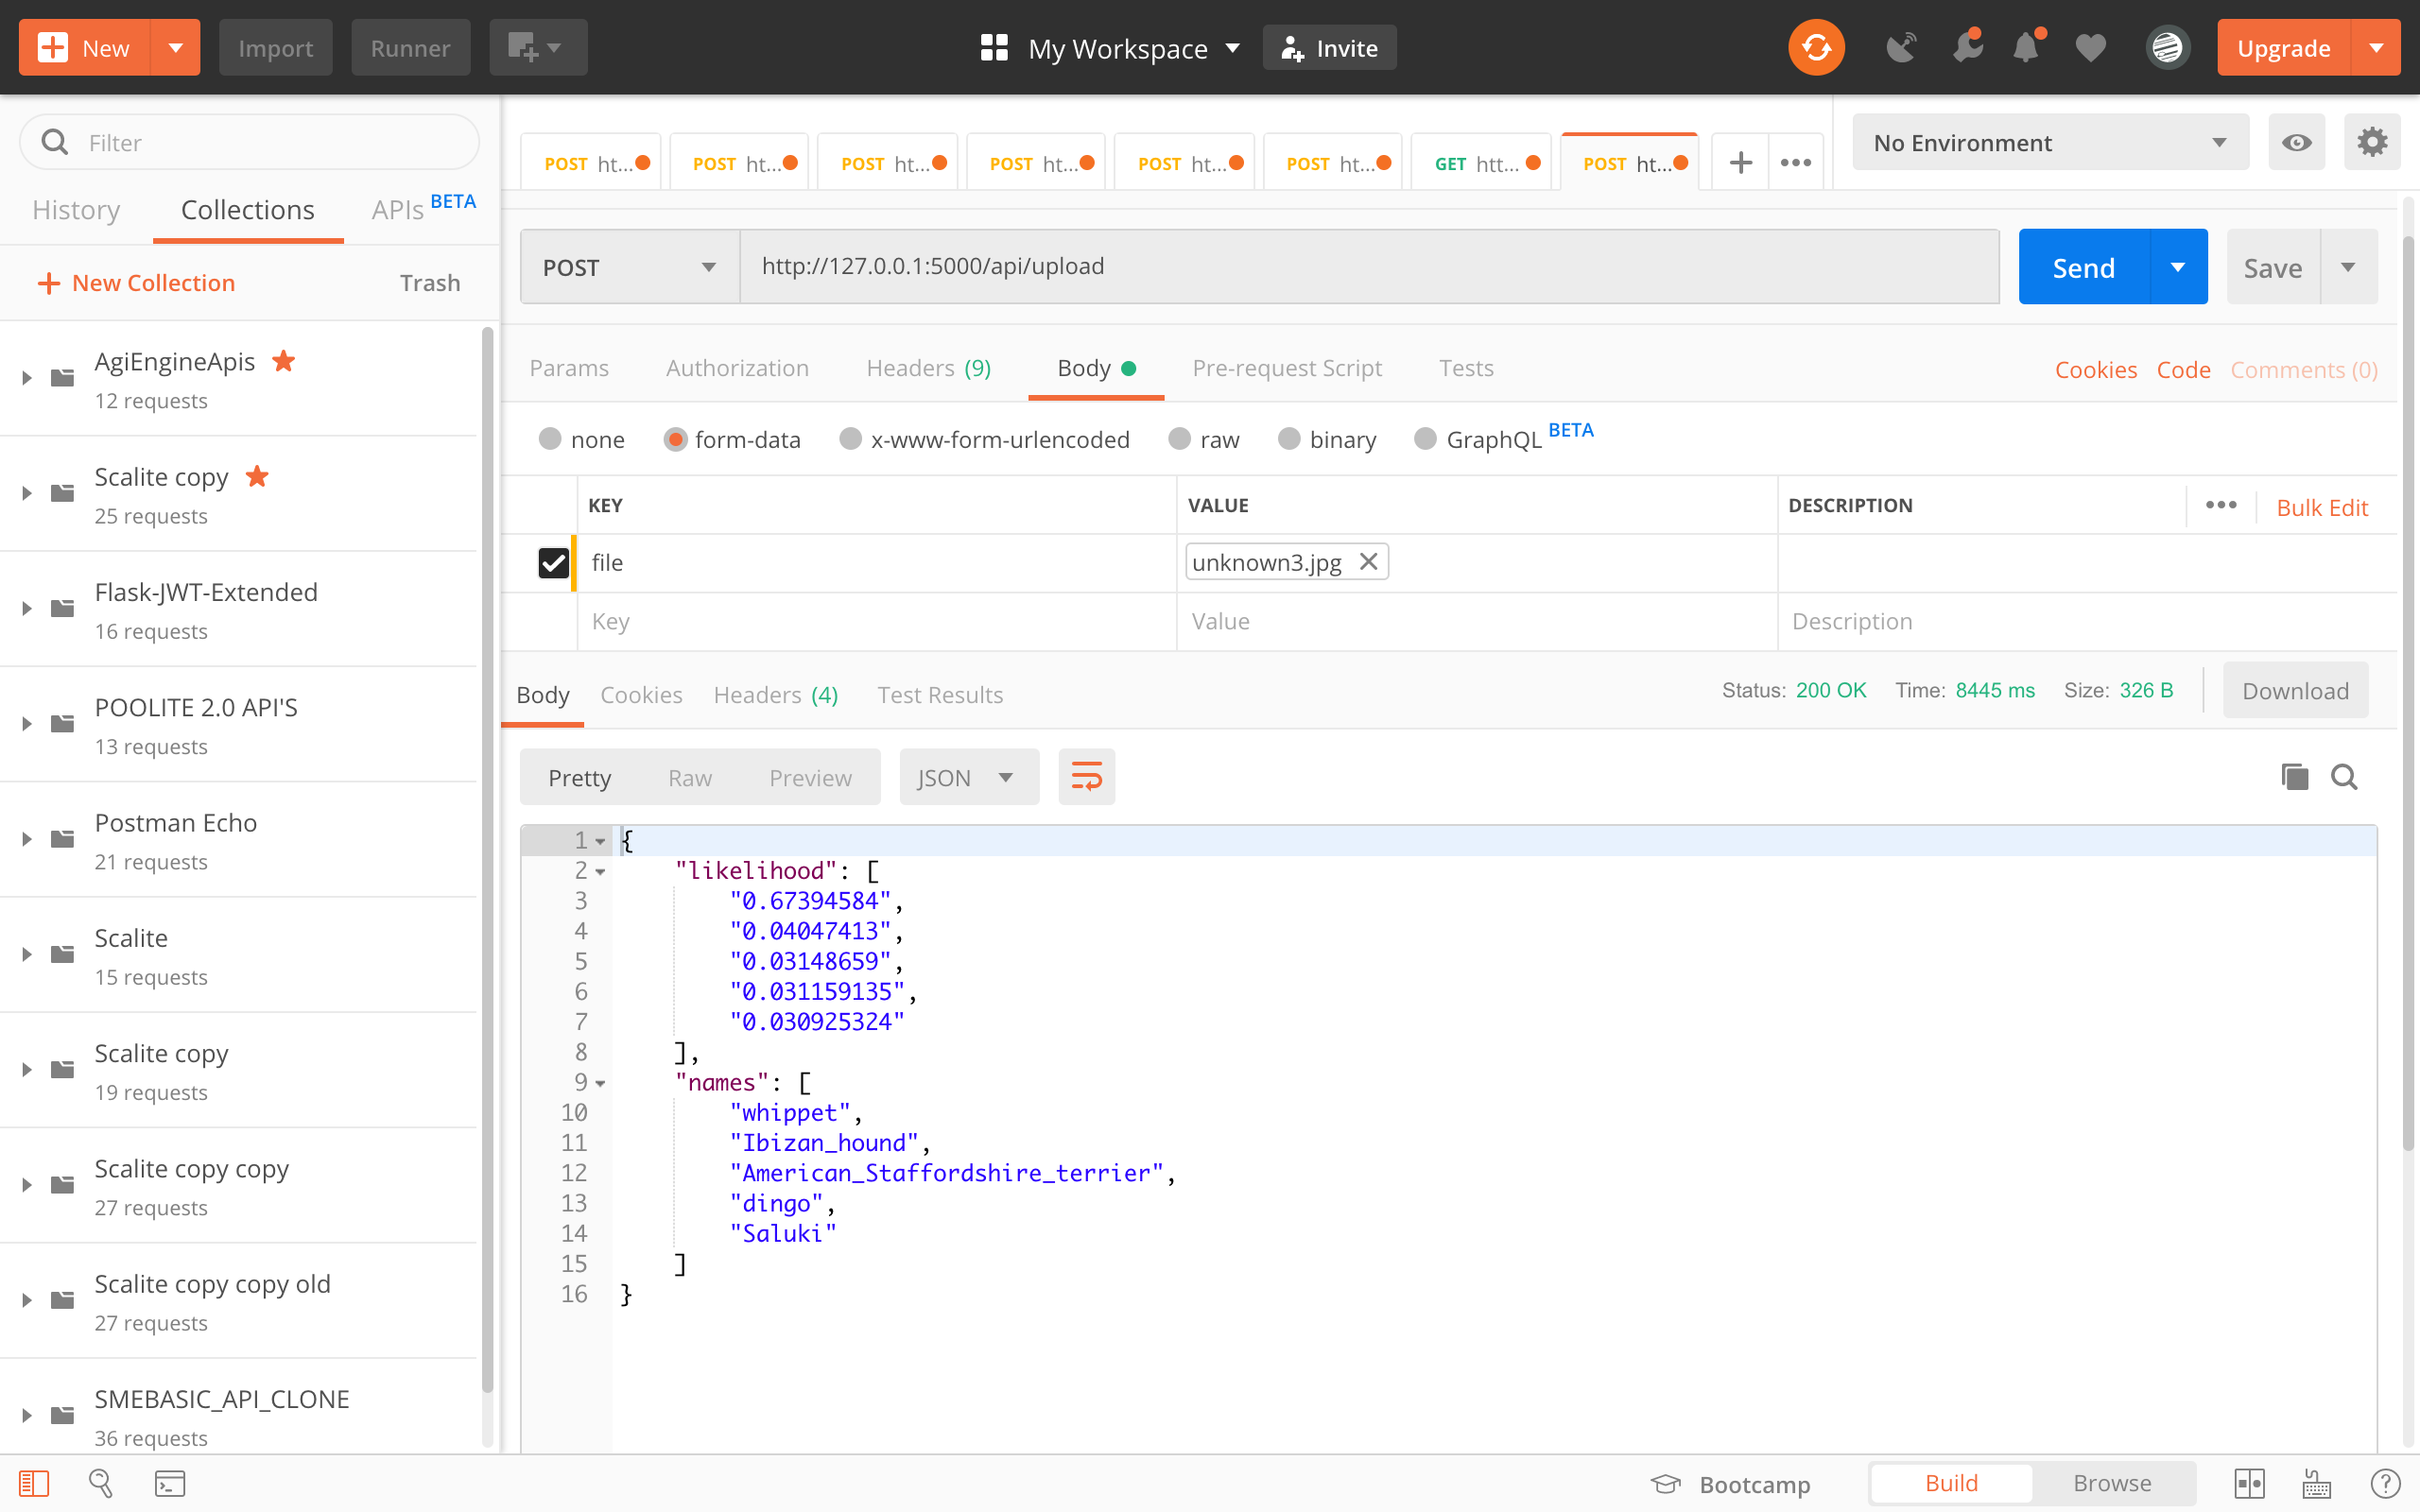 New
Import
Runner
My Workspace
Invite
Upgrade
Filter
History
Collections
APIs BETA
New Collection
Trash
AgiEngineApis
12 requests
Scalite copy
25 requests
Flask-JWT-Extended
16 requests
POOLITE 2.0 API'S
13 requests
Postman Echo
21 requests
Scalite
15 requests
Scalite copy
19 requests
Scalite copy copy
27 requests
Scalite copy copy old
27 requests
SMEBASIC_API_CLONE
36 requests
POST ht...
POST ht...
POST ht...
POST ht...
POST ht...
POST ht...
GET htt...
POST ht...
No Environment
POST
http://127.0.0.1:5000/api/upload
Send
Save
Params
Authorization
Headers (9)
Body
Pre-request Script
Tests
Cookies
Code
Comments (0)
none
form-data
x-www-form-urlencoded
raw
binary
GraphQL BETA
KEY
VALUE
DESCRIPTION
Bulk Edit
file
unknown3.jpg
Key
Value
Description
Body
Cookies
Headers (4)
Test Results
Status: 200 OK
Time: 8445 ms
Size: 326 B
Download
Pretty
Raw
Preview
JSON
1 {
2 "likelihood": [
3 "0.67394584",
4 "0.04047413",
5 "0.03148659",
6 "0.031159135",
7 "0.030925324"
8 ],
9 "names": [
10 "whippet",
11 "Ibizan_hound",
12 "American_Staffordshire_terrier",
13 "dingo",
14 "Saluki"
15 ]
16 }
Bootcamp
Build
Browse